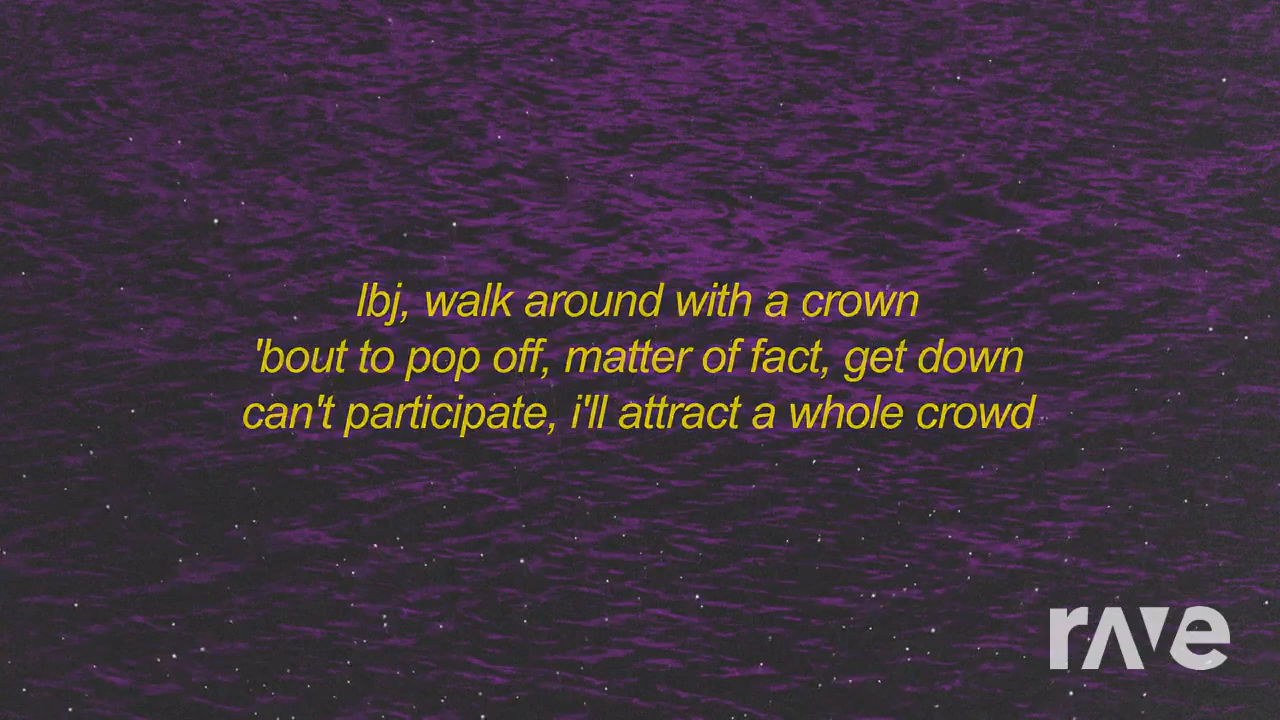 lbj, walk around with a crown
'bout to pop off, matter of fact, get down
can't participate, i'll attract a whole crowd
rave